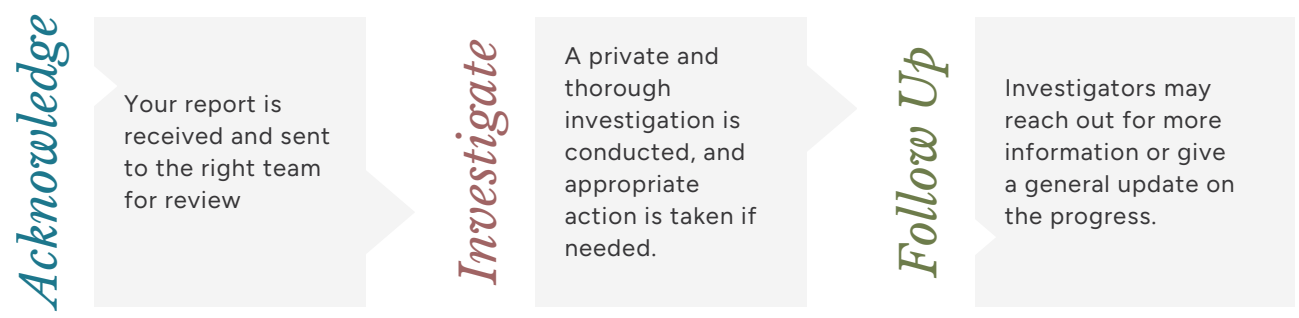 Acknowledge
Your report is
received and sent
to the right team
for review
Investigate
A private and
thorough
investigation is
conducted, and
appropriate
action is taken if
needed.
Follow Up
Investigators may
reach out for more
information or give
a general update on
the progress.